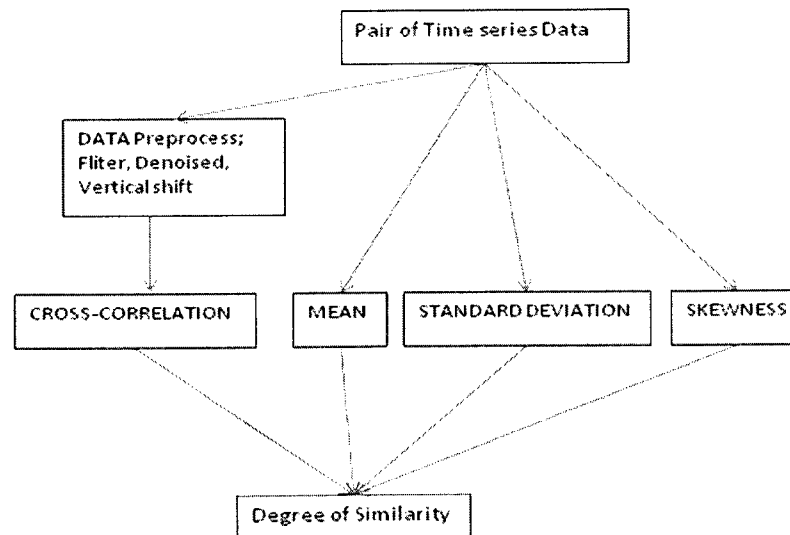 Pair of Time series Data
DATA Preprocess;
Fliter, Denoised,
Vertical shift
CROSS-CORRELATION
MEAN
STANDARD DEVIATION
SKEWNESS
Degree of Similarity